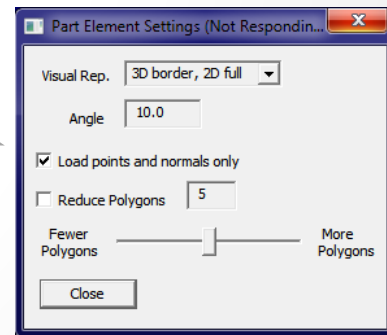 Part Element Settings (Not Respondin...
Visual Rep. 3D border, 2D full
Angle 10.0
Load points and normals only
Reduce Polygons 5
Fewer Polygons More Polygons
Close